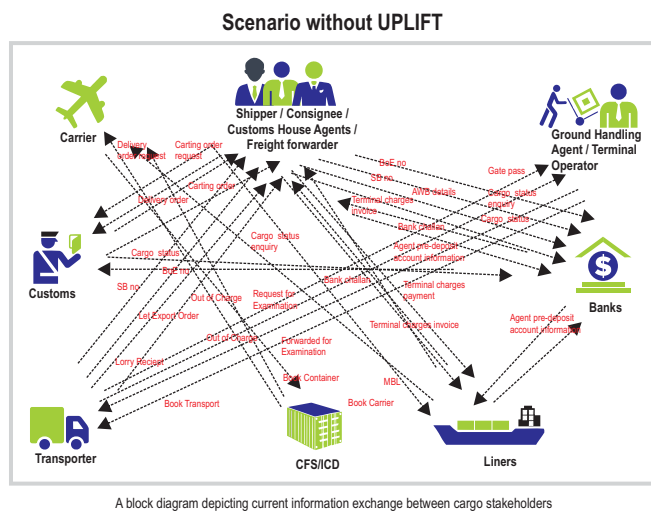 Scenario without UPLIFT
Carrier
Shipper / Consignee /
Customs House Agents /
Freight forwarder
Ground Handling
Agent / Terminal
Operator
Delivery
order request
Carting order
request
BoE no
SB no
Gate pass
Carting order
Delivery order
AWB details
Cargo status
enquiry
Terminal charges
invoice
Cargo status
Bank challan
Cargo status
enquiry
Agent pre-deposit
account information
Cargo status
BoE no
Customs
SB no
Out of Charge
Request for
Examination
Bank challan
Terminal charges
payment
Banks
Let Export Order
Terminal charges invoice
Agent pre-deposit
account information
Out of Charge
Forwarded for
Examination
Lorry Reciept
Book Container
MBL
Book Transport
Book Carrier
Transporter
CFS/ICD
Liners
A block diagram depicting current information exchange between cargo stakeholders